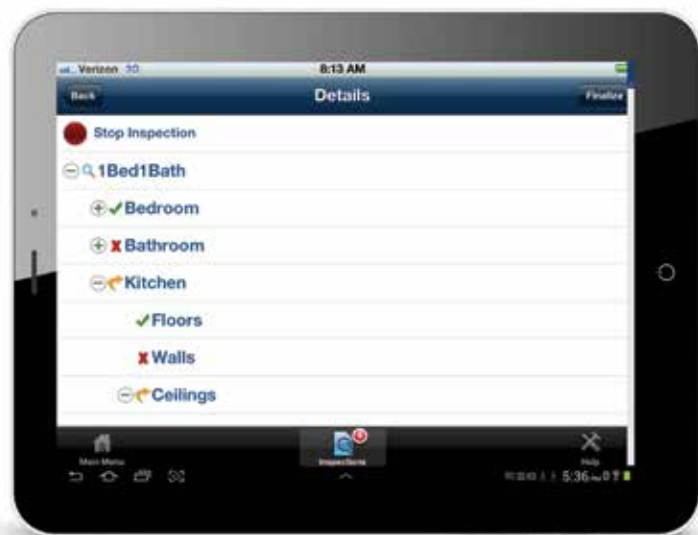 Verizon 3G 8:13 AM
Back Details Finalize
Stop Inspection
1Bed1Bath
Bedroom
Bathroom
Kitchen
Floors
Walls
Ceilings
Main Menu Inspections Help
5:36